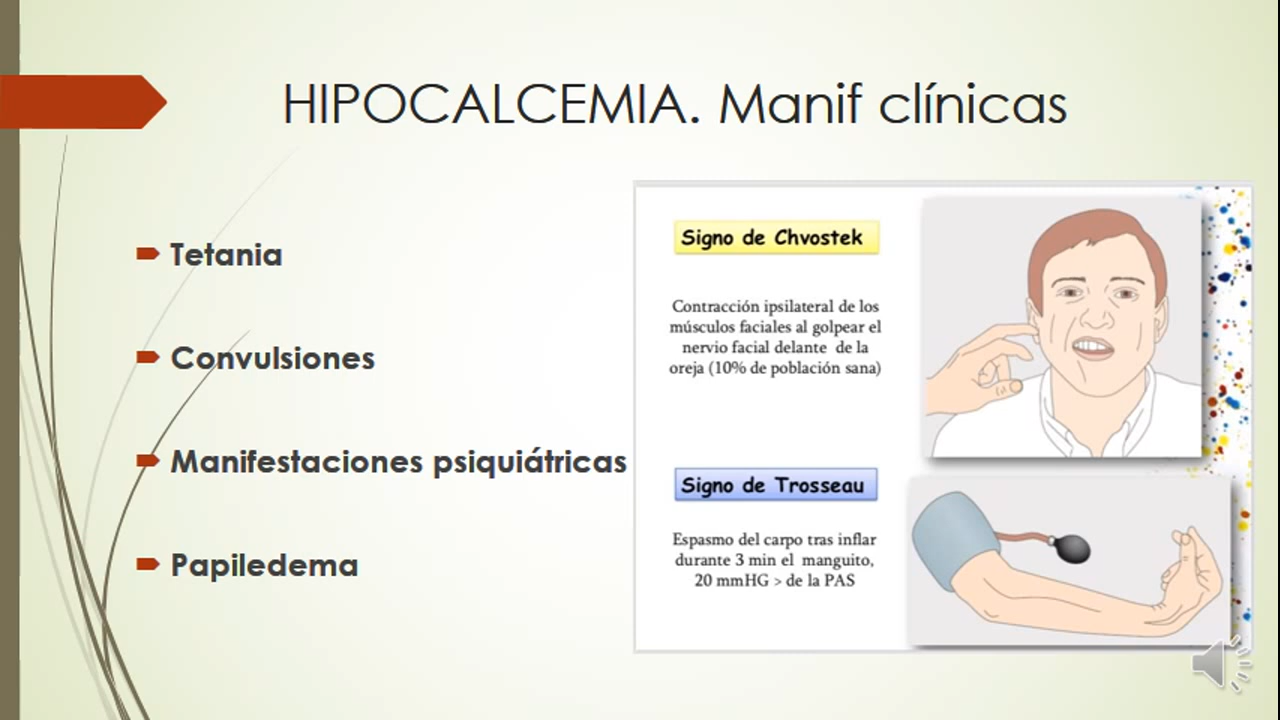 HIPOCALCEMIA. Manif clínicas
Tetania
Convulsiones
Manifestaciones psiquiátricas
Papiledema
Signo de Chvostek
Contracción ipsilateral de los
músculos faciales al golpear el
nervio facial delante de la
oreja (10% de población sana)
Signo de Trosseau
Espasmo del carpo tras inflar
durante 3 min el manguito,
20 mmHG > de la PAS